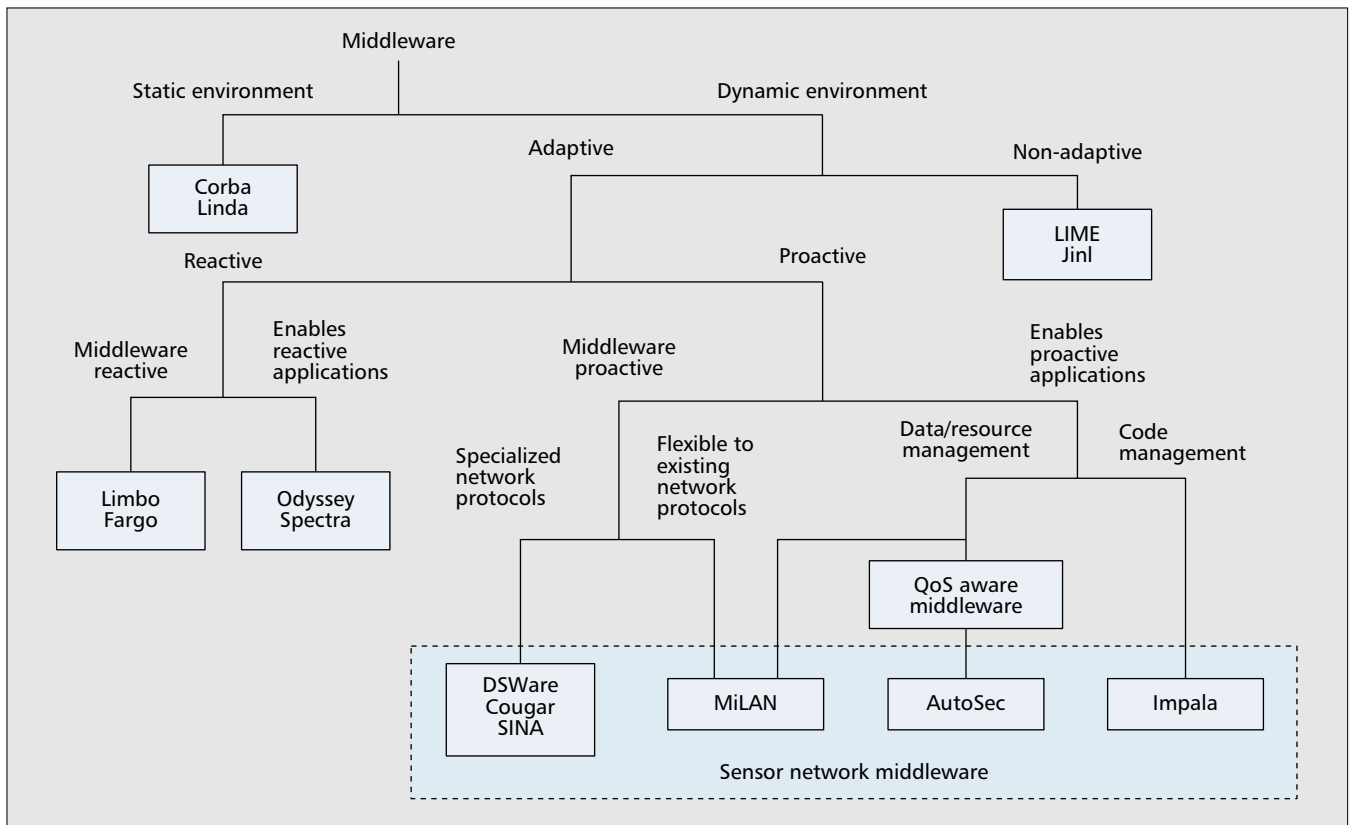 Middleware
Static environment
Dynamic environment
Adaptive
Non-adaptive
Corba
Linda
LIME
Jinl
Reactive
Proactive
Middleware
reactive
Enables
reactive
applications
Middleware
proactive
Enables
proactive
applications
Specialized
network
protocols
Flexible to
existing
network
protocols
Data/resource
management
Code
management
Limbo
Fargo
Odyssey
Spectra
QoS aware
middleware
DSWare
Cougar
SINA
MiLAN
AutoSec
Impala
Sensor network middleware